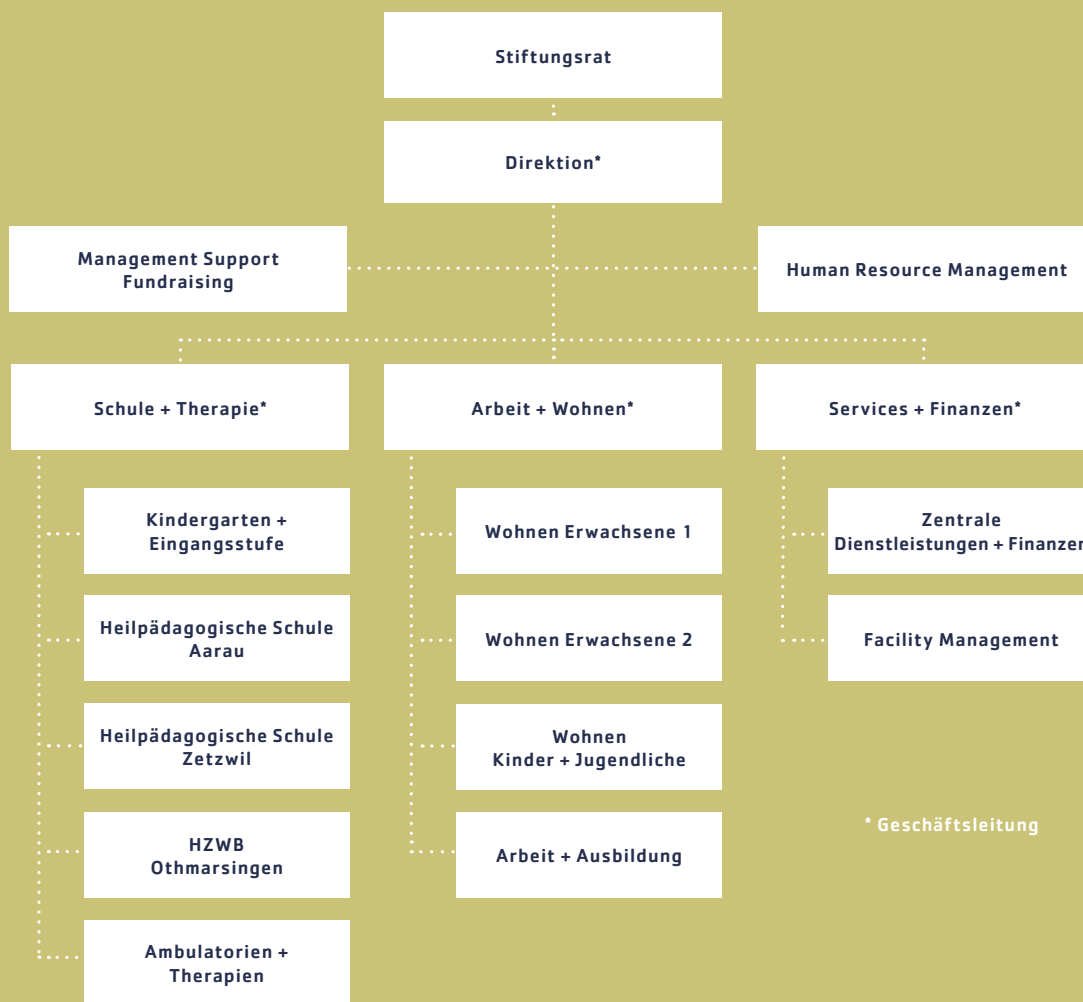 Stiftungsrat
Direktion*
Management Support
Fundraising
Human Resource Management
Schule + Therapie*
Arbeit + Wohnen*
Services + Finanzen*
Kindergarten +
Eingangsstufe
Heilpädagogische Schule
Aarau
Heilpädagogische Schule
Zetzwil
HZWB
Othmarsingen
Ambulatorien +
Therapien
Wohnen Erwachsene 1
Wohnen Erwachsene 2
Wohnen
Kinder + Jugendliche
Arbeit + Ausbildung
Zentrale
Dienstleistungen + Finanzen
Facility Management
* Geschäftsleitung